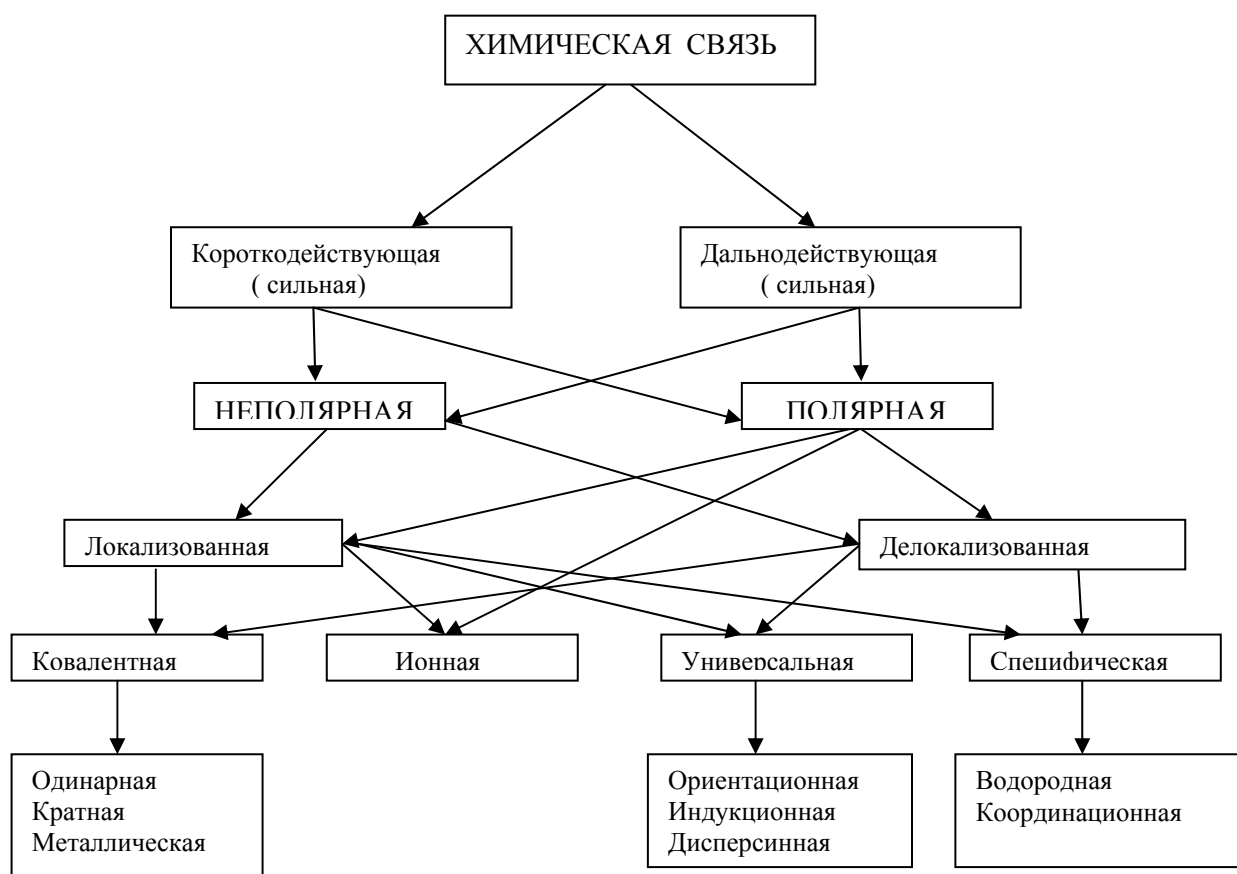 ХИМИЧЕСКАЯ СВЯЗЬ
Короткодействующая
( сильная)
Дальнодействующая
( сильная)
НЕПОЛЯРНАЯ
ПОЛЯРНАЯ
Локализованная
Делокализованная
Ковалентная
Ионная
Универсальная
Специфическая
Одинарная
Кратная
Металлическая
Ориентационная
Индукционная
Дисперсинная
Водородная
Координационная